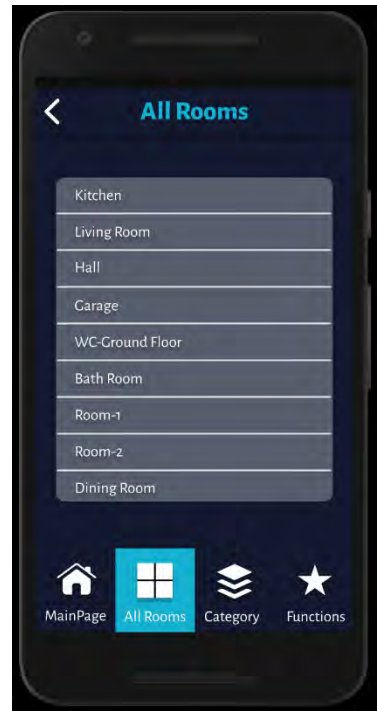 All Rooms
Kitchen
Living Room
Hall
Garage
WC-Ground Floor
Bath Room
Room-1
Room-2
Dining Room
MainPage
All Rooms
Category
Functions